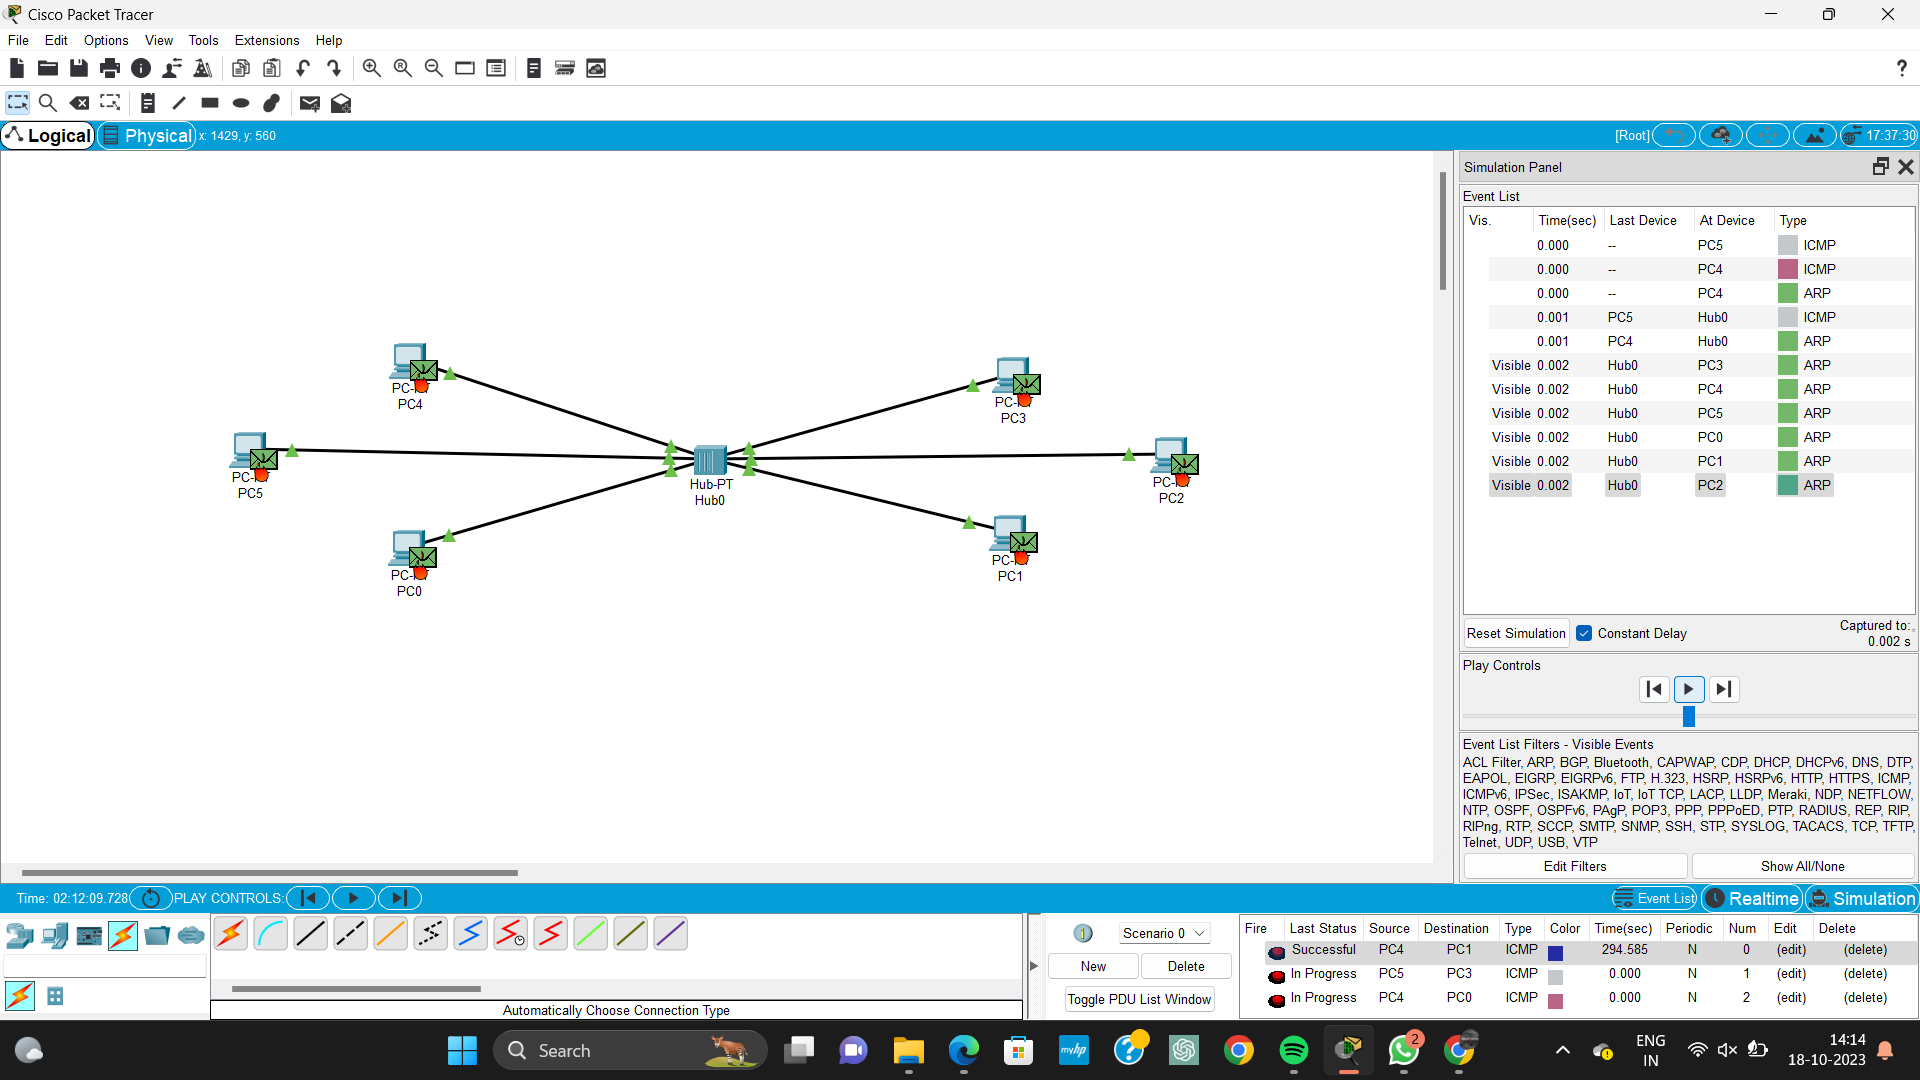 Cisco Packet Tracer
File Edit Options View Tools Extensions Help
?
Logical Physical x: 1429, y: 560 [Root] 17:37:30
PC4
PC5
PC0
Hub-PT
Hub0
PC3
PC2
PC1
Simulation Panel
Event List
Vis. Time(sec) Last Device At Device Type
0.000 -- PC5 ICMP
0.000 -- PC4 ICMP
0.000 -- PC4 ARP
0.001 PC5 Hub0 ICMP
0.001 PC4 Hub0 ARP
Visible 0.002 Hub0 PC3 ARP
Visible 0.002 Hub0 PC4 ARP
Visible 0.002 Hub0 PC5 ARP
Visible 0.002 Hub0 PC0 ARP
Visible 0.002 Hub0 PC1 ARP
Visible 0.002 Hub0 PC2 ARP
Reset Simulation Constant Delay Captured to:
0.002 s
Play Controls
Event List Filters - Visible Events
ACL Filter, ARP, BGP, Bluetooth, CAPWAP, CDP, DHCP, DHCPv6, DNS, DTP,
EAPOL, EIGRP, EIGRPv6, FTP, H.323, HSRP, HSRPv6, HTTP, HTTPS, ICMP,
ICMPv6, IPSec, ISAKMP, IoT, IoT TCP, LACP, LLDP, Meraki, NDP, NETFLOW,
NTP, OSPF, OSPFv6, PAgP, POP3, PPP, PPPoED, PTP, RADIUS, REP, RIP,
RIPng, RTP, SCCP, SMTP, SNMP, SSH, STP, SYSLOG, TACACS, TCP, TFTP,
Telnet, UDP, USB, VTP
Edit Filters Show All/None
Time: 02:12:09.728 PLAY CONTROLS: Event List Realtime Simulation
Automatically Choose Connection Type
1 Scenario 0
New Delete
Toggle PDU List Window
Fire Last Status Source Destination Type Color Time(sec) Periodic Num Edit Delete
Successful PC4 PC1 ICMP 294.585 N 0 (edit) (delete)
In Progress PC5 PC3 ICMP 0.000 N 1 (edit) (delete)
In Progress PC4 PC0 ICMP 0.000 N 2 (edit) (delete)
Search
myhp
?
2
ENG
IN
14:14
18-10-2023